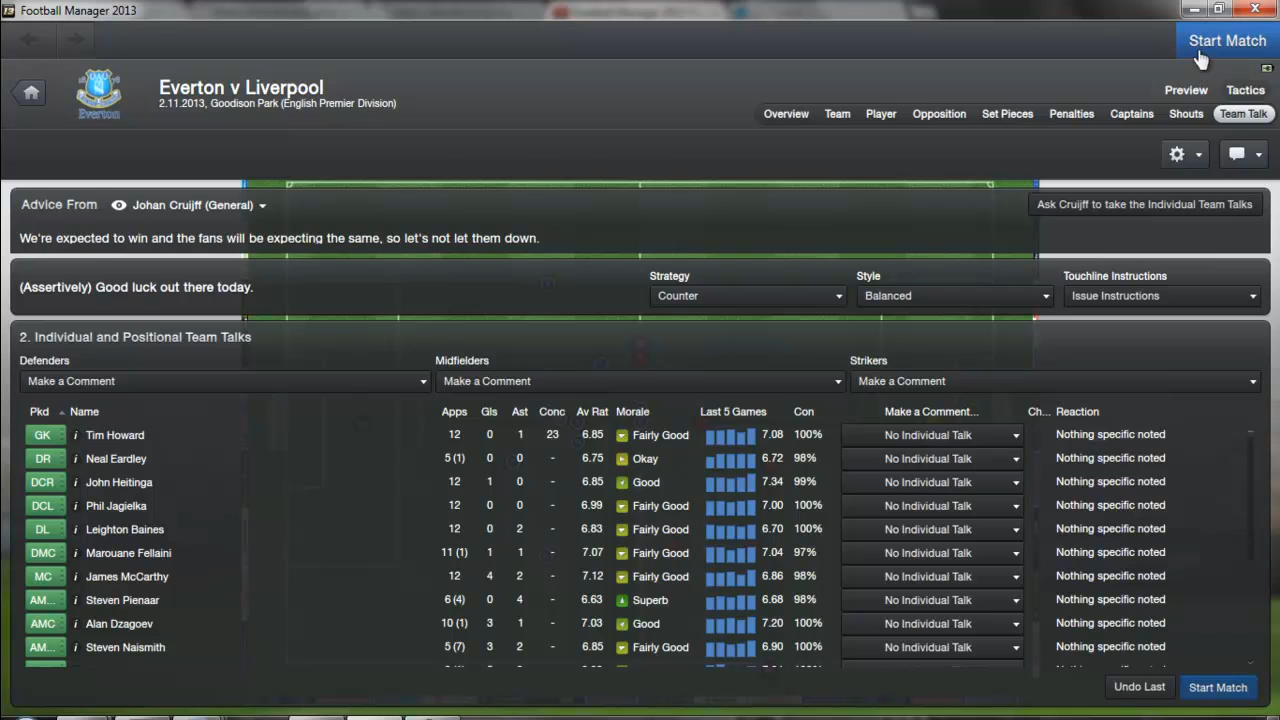 Football Manager 2013
Start Match
Everton v Liverpool
2.11.2013, Goodison Park (English Premier Division)
Everton
Preview Tactics
Overview Team Player Opposition Set Pieces Penalties Captains Shouts Team Talk
Advice From Johan Cruijff (General) Ask Cruijff to take the Individual Team Talks
We're expected to win and the fans will be expecting the same, so let's not let them down.
Strategy Style Touchline Instructions
(Assertively) Good luck out there today. Counter Balanced Issue Instructions
2. Individual and Positional Team Talks
Defenders Midfielders Strikers
Make a Comment Make a Comment Make a Comment
Pkd Name Apps Gls Ast Conc Av Rat Morale Last 5 Games Con Make a Comment... Ch... Reaction
GK i Tim Howard 12 0 1 23 6.85 Fairly Good 7.08 100% No Individual Talk Nothing specific noted
DR i Neal Eardley 5 (1) 0 0 - 6.75 Okay 6.72 98% No Individual Talk Nothing specific noted
DCR i John Heitinga 12 1 0 - 6.85 Good 7.34 99% No Individual Talk Nothing specific noted
DCL i Phil Jagielka 12 0 0 - 6.99 Fairly Good 7.00 100% No Individual Talk Nothing specific noted
DL i Leighton Baines 12 0 2 - 6.83 Fairly Good 6.70 100% No Individual Talk Nothing specific noted
DMC i Marouane Fellaini 11 (1) 1 1 - 7.07 Fairly Good 7.04 97% No Individual Talk Nothing specific noted
MC i James McCarthy 12 4 2 - 7.12 Fairly Good 6.86 98% No Individual Talk Nothing specific noted
AM... i Steven Pienaar 6 (4) 0 4 - 6.63 Superb 6.68 98% No Individual Talk Nothing specific noted
AMC i Alan Dzagoev 10 (1) 3 1 - 7.03 Good 7.20 100% No Individual Talk Nothing specific noted
AM... i Steven Naismith 5 (7) 3 2 - 6.85 Fairly Good 6.90 100% No Individual Talk Nothing specific noted
Undo Last Start Match